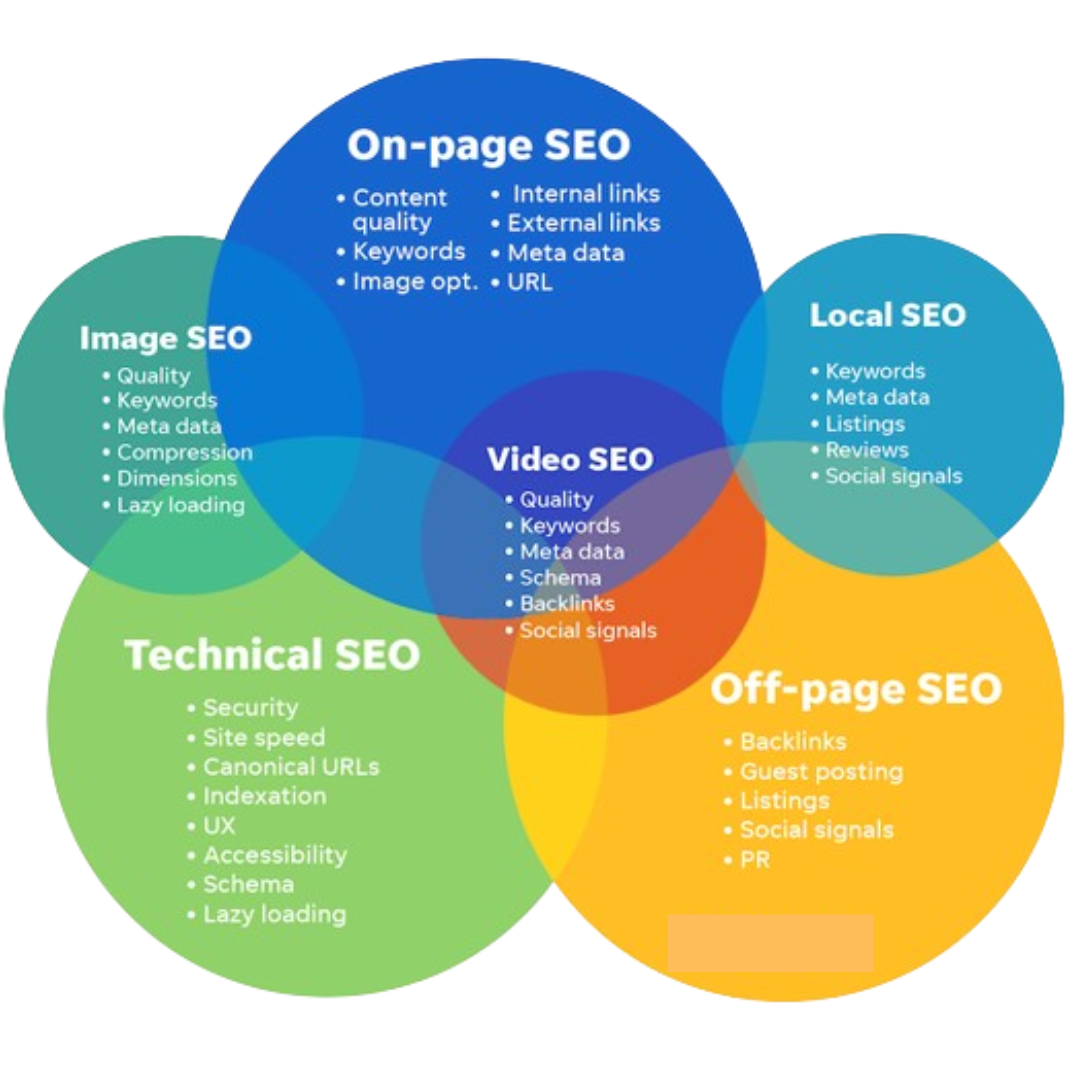 On-page SEO
• Content
quality
• Keywords
• Image opt.
• Internal links
• External links
• Meta data
• URL
Image SEO
• Quality
• Keywords
• Meta data
• Compression
• Dimensions
• Lazy loading
Local SEO
• Keywords
• Meta data
• Listings
• Reviews
• Social signals
Video SEO
• Quality
• Keywords
• Meta data
• Schema
• Backlinks
• Social signals
Technical SEO
• Security
• Site speed
• Canonical URLs
• Indexation
• UX
• Accessibility
• Schema
• Lazy loading
Off-page SEO
• Backlinks
• Guest posting
• Listings
• Social signals
• PR